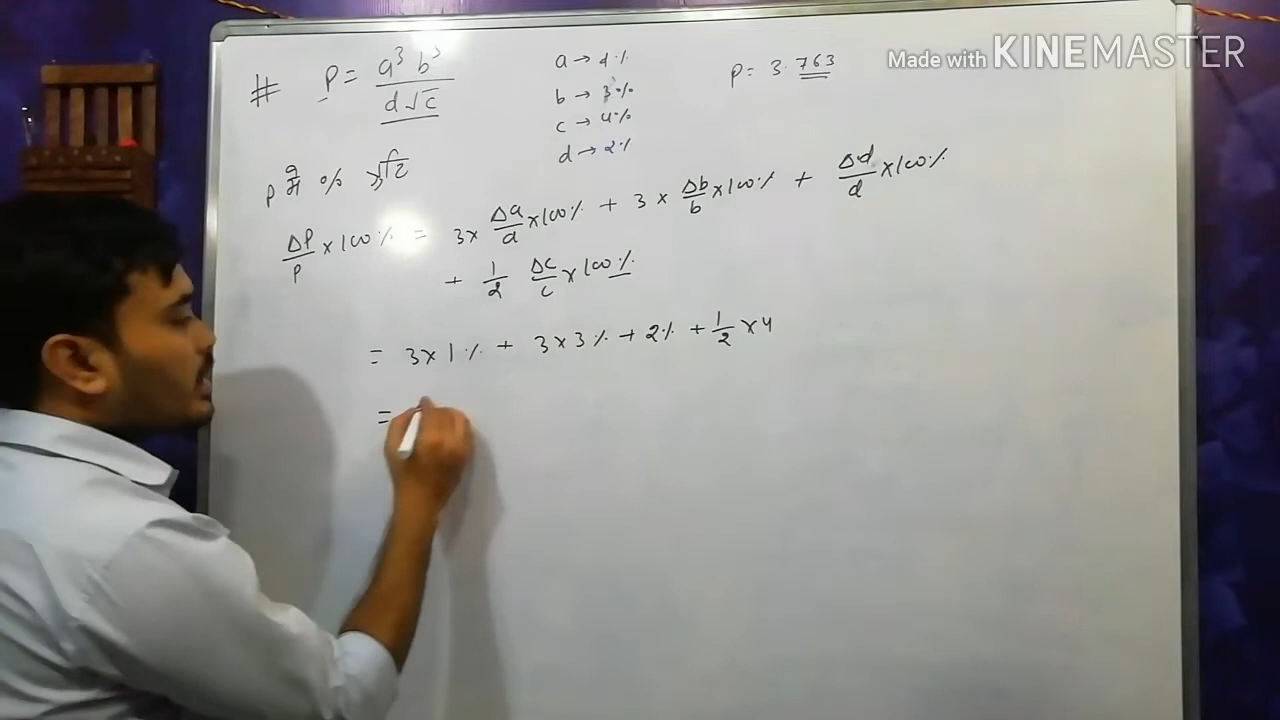 Made with KINEMASTER
# P = a³ b³ / d√c
a → 1%
b → 3%
c → 4%
d → 2%
P = 3.763
P में % त्रुटि
ΔP/P × 100% = 3 × Δa/a × 100% + 3 × Δb/b × 100% + Δd/d × 100%
+ 1/2 Δc/c × 100%
= 3 × 1% + 3 × 3% + 2% + 1/2 × 4
=